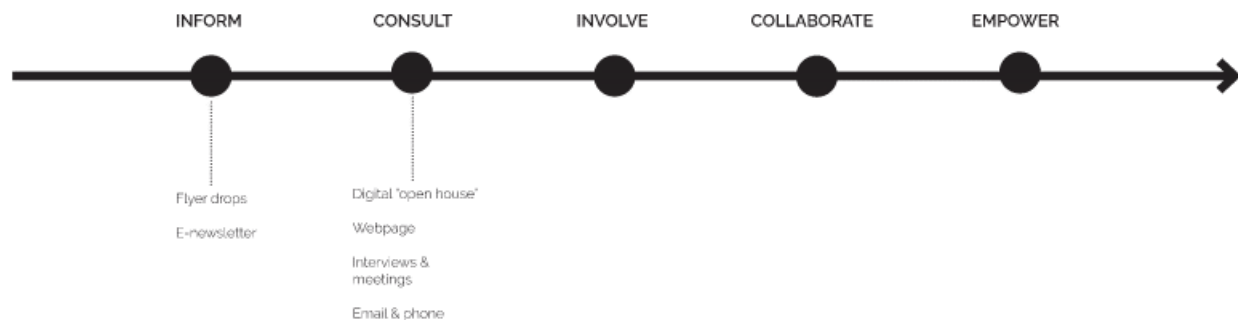 INFORM
CONSULT
INVOLVE
COLLABORATE
EMPOWER
Flyer drops
E-newsletter
Digital "open house"
Webpage
Interviews &
meetings
Email & phone